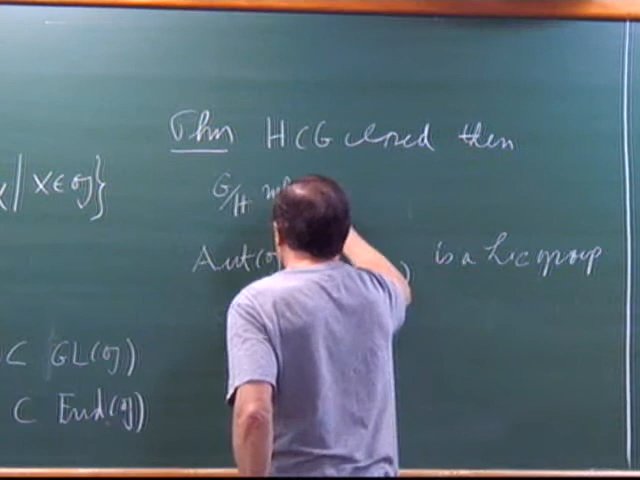 X | X ∈ 𝔤}
⊂ GL(𝔤)
⊂ End(𝔤)
Thm H ⊂ G closed then
G/H
Aut(𝔤 ) is a Lie group